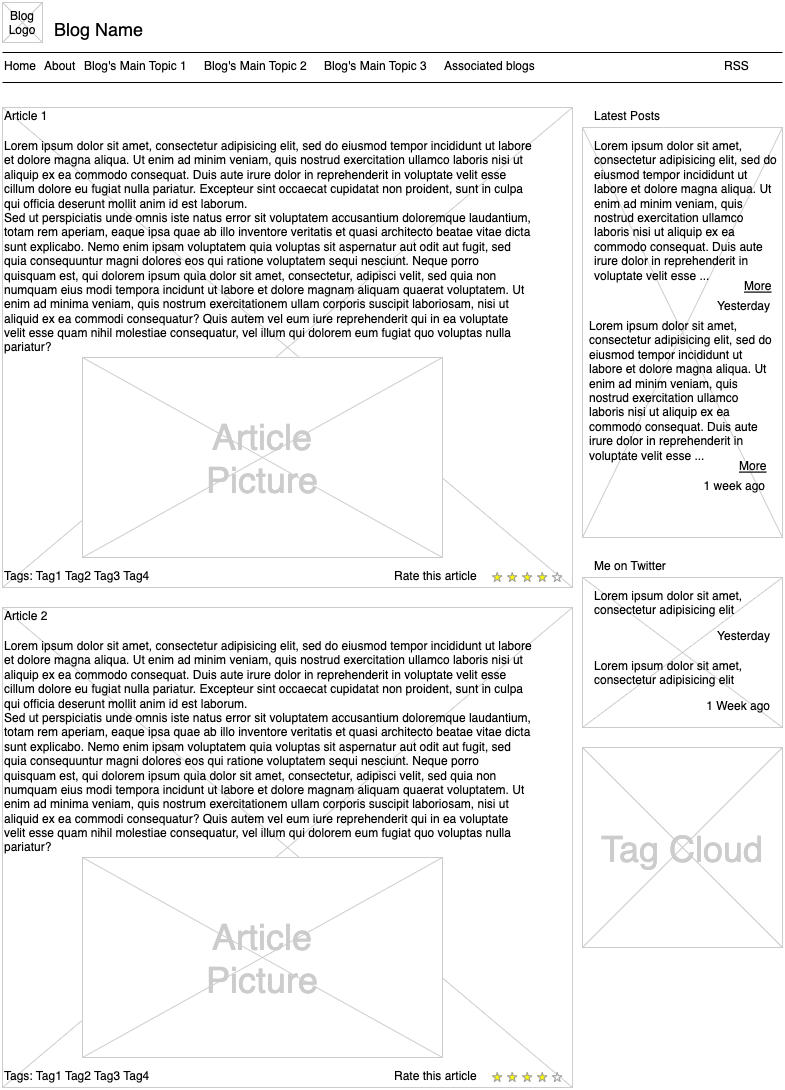 Blog
Logo
Blog Name
Home About Blog's Main Topic 1 Blog's Main Topic 2 Blog's Main Topic 3 Associated blogs RSS
Article 1
Lorem ipsum dolor sit amet, consectetur adipisicing elit, sed do eiusmod tempor incididunt ut labore
et dolore magna aliqua. Ut enim ad minim veniam, quis nostrud exercitation ullamco laboris nisi ut
aliquip ex ea commodo consequat. Duis aute irure dolor in reprehenderit in voluptate velit esse
cillum dolore eu fugiat nulla pariatur. Excepteur sint occaecat cupidatat non proident, sunt in culpa
qui officia deserunt mollit anim id est laborum.
Sed ut perspiciatis unde omnis iste natus error sit voluptatem accusantium doloremque laudantium,
totam rem aperiam, eaque ipsa quae ab illo inventore veritatis et quasi architecto beatae vitae dicta
sunt explicabo. Nemo enim ipsam voluptatem quia voluptas sit aspernatur aut odit aut fugit, sed
quia consequuntur magni dolores eos qui ratione voluptatem sequi nesciunt. Neque porro
quisquam est, qui dolorem ipsum quia dolor sit amet, consectetur, adipisci velit, sed quia non
numquam eius modi tempora incidunt ut labore et dolore magnam aliquam quaerat voluptatem. Ut
enim ad minima veniam, quis nostrum exercitationem ullam corporis suscipit laboriosam, nisi ut
aliquid ex ea commodi consequatur? Quis autem vel eum iure reprehenderit qui in ea voluptate
velit esse quam nihil molestiae consequatur, vel illum qui dolorem eum fugiat quo voluptas nulla
pariatur?
Article
Picture
Tags: Tag1 Tag2 Tag3 Tag4 Rate this article
Article 2
Lorem ipsum dolor sit amet, consectetur adipisicing elit, sed do eiusmod tempor incididunt ut labore
et dolore magna aliqua. Ut enim ad minim veniam, quis nostrud exercitation ullamco laboris nisi ut
aliquip ex ea commodo consequat. Duis aute irure dolor in reprehenderit in voluptate velit esse
cillum dolore eu fugiat nulla pariatur. Excepteur sint occaecat cupidatat non proident, sunt in culpa
qui officia deserunt mollit anim id est laborum.
Sed ut perspiciatis unde omnis iste natus error sit voluptatem accusantium doloremque laudantium,
totam rem aperiam, eaque ipsa quae ab illo inventore veritatis et quasi architecto beatae vitae dicta
sunt explicabo. Nemo enim ipsam voluptatem quia voluptas sit aspernatur aut odit aut fugit, sed
quia consequuntur magni dolores eos qui ratione voluptatem sequi nesciunt. Neque porro
quisquam est, qui dolorem ipsum quia dolor sit amet, consectetur, adipisci velit, sed quia non
numquam eius modi tempora incidunt ut labore et dolore magnam aliquam quaerat voluptatem. Ut
enim ad minima veniam, quis nostrum exercitationem ullam corporis suscipit laboriosam, nisi ut
aliquid ex ea commodi consequatur? Quis autem vel eum iure reprehenderit qui in ea voluptate
velit esse quam nihil molestiae consequatur, vel illum qui dolorem eum fugiat quo voluptas nulla
pariatur?
Article
Picture
Tags: Tag1 Tag2 Tag3 Tag4 Rate this article
Latest Posts
Lorem ipsum dolor sit amet,
consectetur adipisicing elit, sed do
eiusmod tempor incididunt ut
labore et dolore magna aliqua. Ut
enim ad minim veniam, quis
nostrud exercitation ullamco
laboris nisi ut aliquip ex ea
commodo consequat. Duis aute
irure dolor in reprehenderit in
voluptate velit esse ...
More
Yesterday
Lorem ipsum dolor sit amet,
consectetur adipisicing elit, sed do
eiusmod tempor incididunt ut
labore et dolore magna aliqua. Ut
enim ad minim veniam, quis
nostrud exercitation ullamco
laboris nisi ut aliquip ex ea
commodo consequat. Duis aute
irure dolor in reprehenderit in
voluptate velit esse ...
More
1 week ago
Me on Twitter
Lorem ipsum dolor sit amet,
consectetur adipisicing elit
Yesterday
Lorem ipsum dolor sit amet,
consectetur adipisicing elit
1 Week ago
Tag Cloud